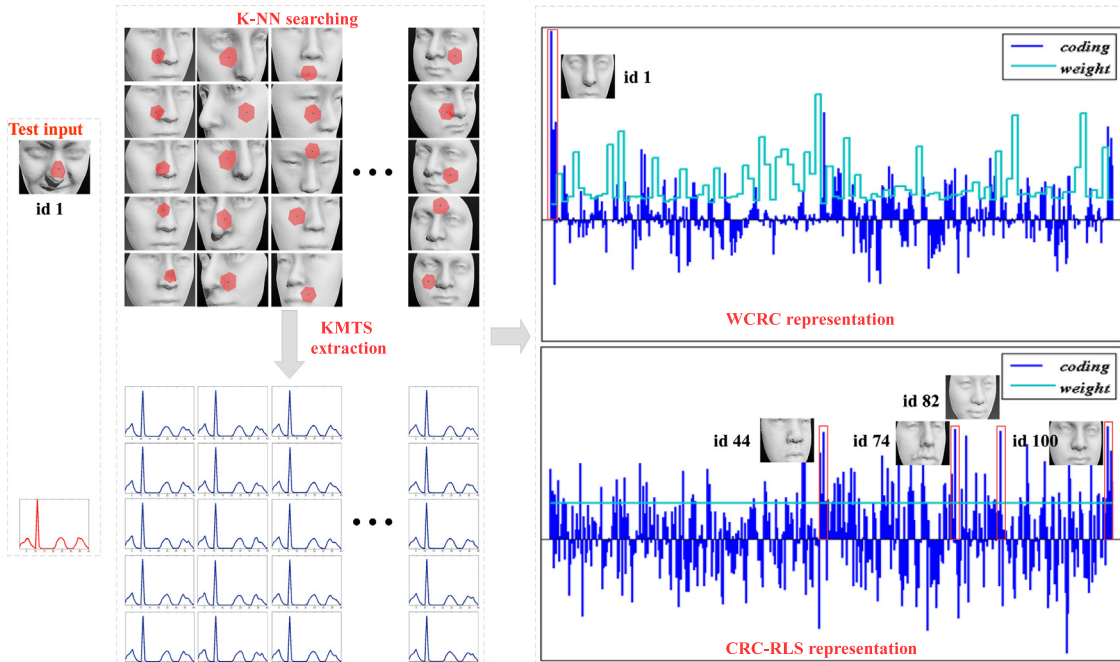 K-NN searching
Test input
id 1
KMTS
extraction
coding
weight
id 1
WCRC representation
coding
weight
id 82
id 44
id 74
id 100
CRC-RLS representation